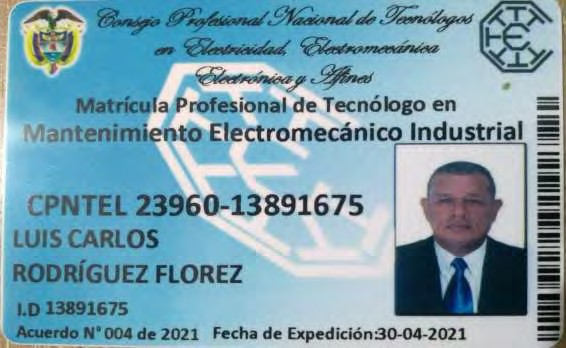 Consejo Profesional Nacional de Tecnólogos
en Electricidad, Electromecánica
Electrónica y Afines
Matrícula Profesional de Tecnólogo en
Mantenimiento Electromecánico Industrial
CPNTEL 23960-13891675
LUIS CARLOS
RODRÍGUEZ FLOREZ
I.D 13891675
Acuerdo N° 004 de 2021 Fecha de Expedición:30-04-2021